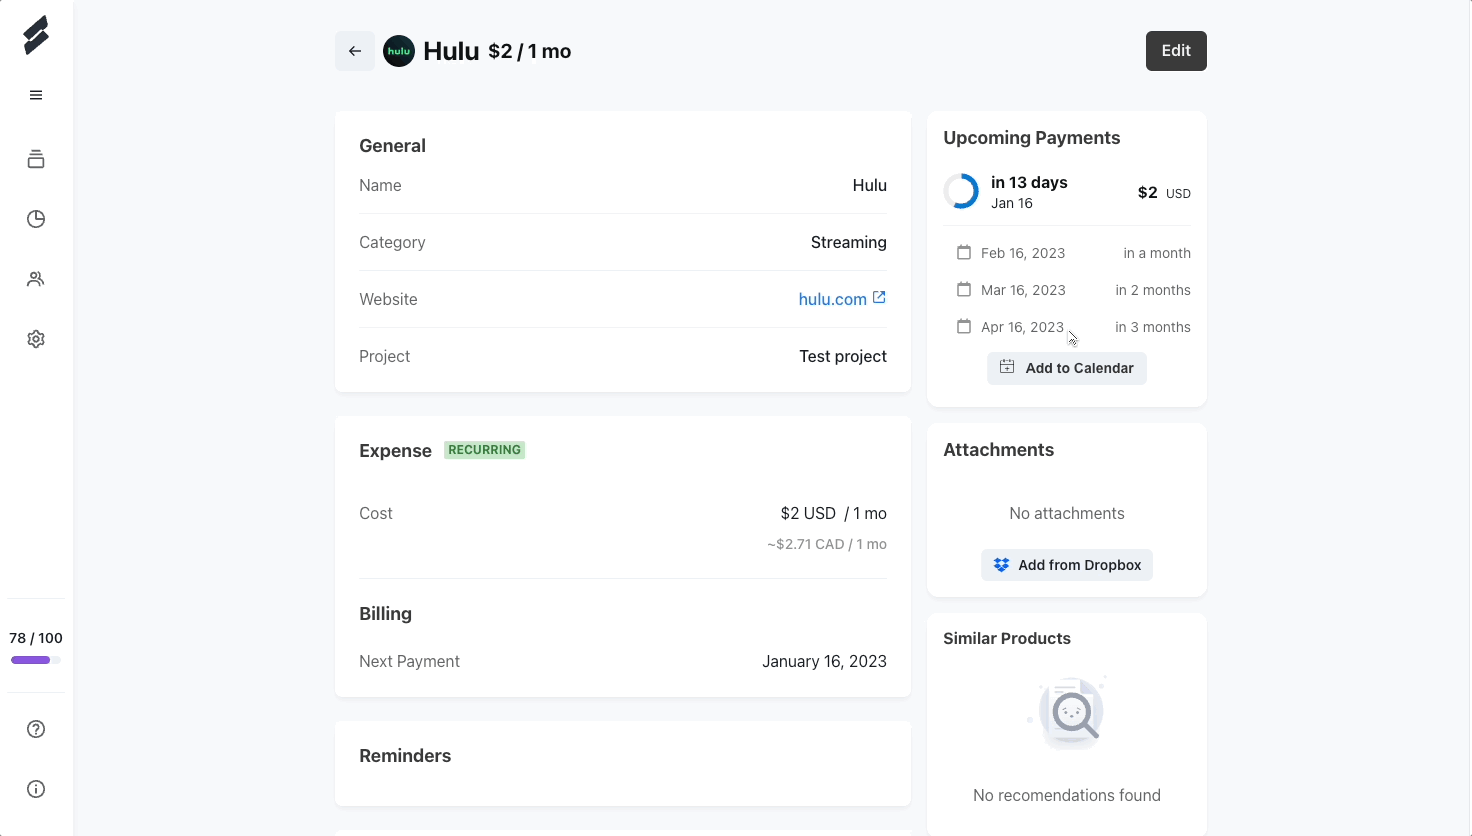 hulu Hulu $2 / 1 mo
Edit
General
Name Hulu
Category Streaming
Website hulu.com
Project Test project
Expense RECURRING
Cost $2 USD / 1 mo
~$2.71 CAD / 1 mo
Billing
Next Payment January 16, 2023
Reminders
Upcoming Payments
in 13 days
Jan 16
$2 USD
Feb 16, 2023 in a month
Mar 16, 2023 in 2 months
Apr 16, 2023 in 3 months
Add to Calendar
Attachments
No attachments
Add from Dropbox
Similar Products
No recomendations found
78 / 100